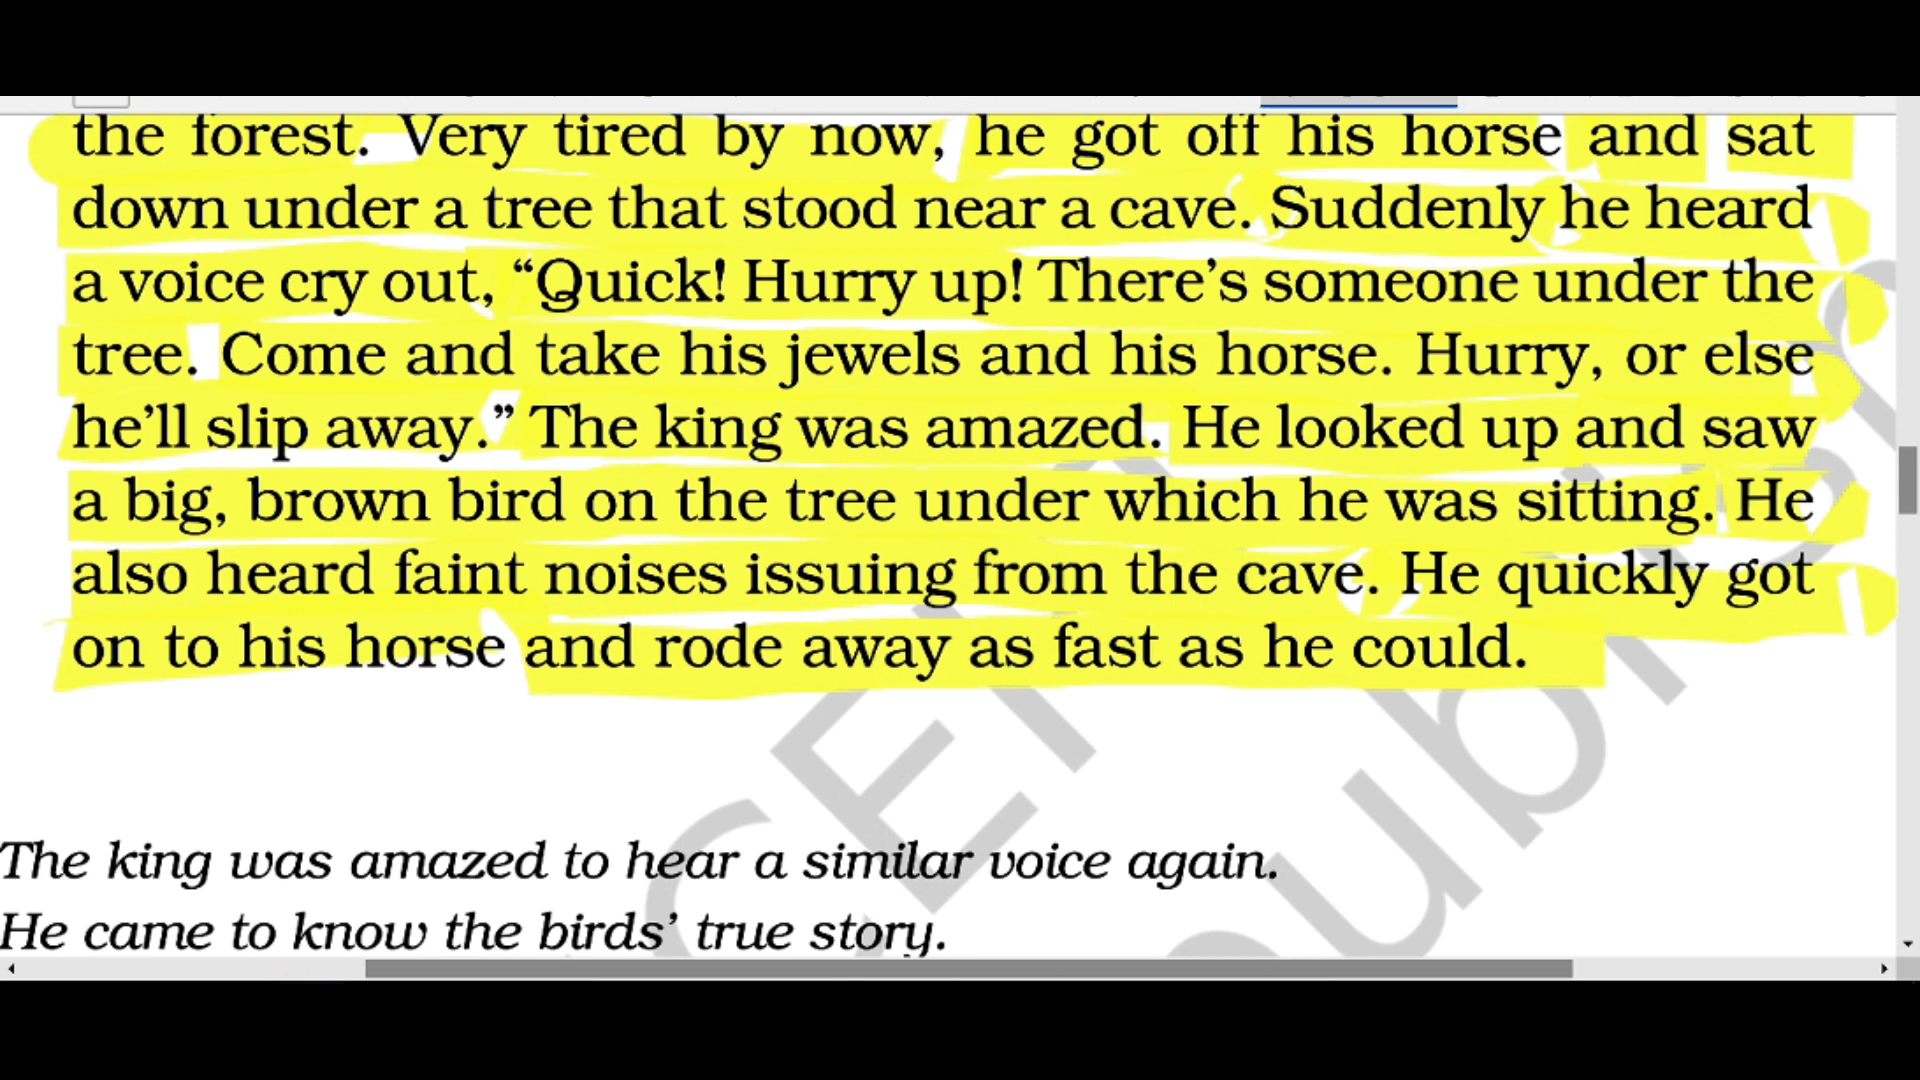 the forest. Very tired by now, he got off his horse and sat
down under a tree that stood near a cave. Suddenly he heard
a voice cry out, “Quick! Hurry up! There’s someone under the
tree. Come and take his jewels and his horse. Hurry, or else
he’ll slip away.” The king was amazed. He looked up and saw
a big, brown bird on the tree under which he was sitting. He
also heard faint noises issuing from the cave. He quickly got
on to his horse and rode away as fast as he could.
The king was amazed to hear a similar voice again.
He came to know the birds’ true story.